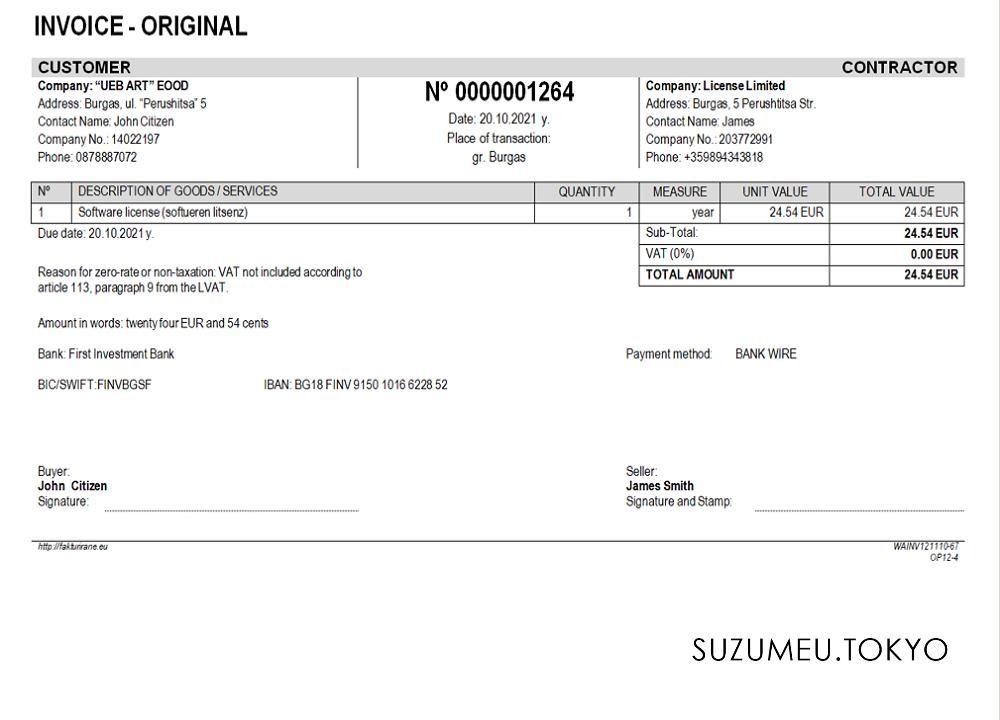 INVOICE - ORIGINAL
CUSTOMER CONTRACTOR
Company: “UEB ART” EOOD
Address: Burgas, ul. “Perushitsa” 5
Contact Name: John Citizen
Company No.: 14022197
Phone: 0878887072
Nº 0000001264
Date: 20.10.2021 y.
Place of transaction:
gr. Burgas
Company: License Limited
Address: Burgas, 5 Perushtitsa Str.
Contact Name: James
Company No.: 203772991
Phone: +359894343818
Nº DESCRIPTION OF GOODS / SERVICES QUANTITY MEASURE UNIT VALUE TOTAL VALUE
1 Software license (softueren litsenz) 1 year 24.54 EUR 24.54 EUR
Due date: 20.10.2021 y.
Sub-Total: 24.54 EUR
VAT (0%) 0.00 EUR
TOTAL AMOUNT 24.54 EUR
Reason for zero-rate or non-taxation: VAT not included according to
article 113, paragraph 9 from the LVAT.
Amount in words: twenty four EUR and 54 cents
Bank: First Investment Bank Payment method: BANK WIRE
BIC/SWIFT:FINVBGSF IBAN: BG18 FINV 9150 1016 6228 52
Buyer:
John Citizen
Signature:
Seller:
James Smith
Signature and Stamp:
http://fakturirane.eu WAINV121110-67
OP12-4
SUZUMEU.TOKYO